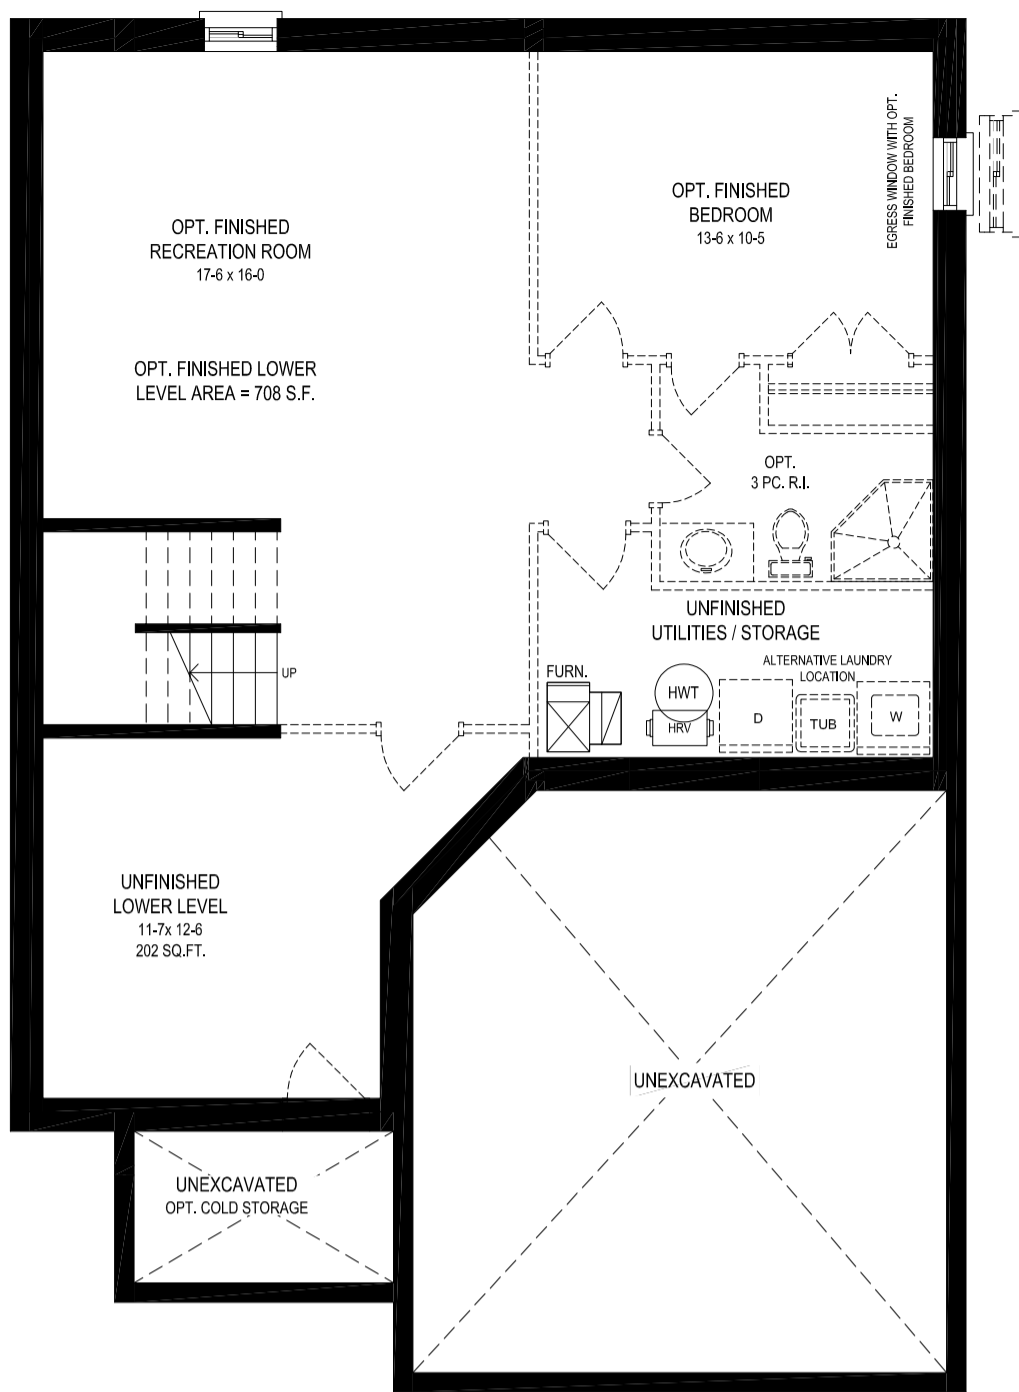 OPT. FINISHED
RECREATION ROOM
17-6 x 16-0
OPT. FINISHED LOWER
LEVEL AREA = 708 S.F.
OPT. FINISHED
BEDROOM
13-6 x 10-5
EGRESS WINDOW WITH OPT.
FINISHED BEDROOM
OPT.
3 PC. R.I.
UNFINISHED
UTILITIES / STORAGE
ALTERNATIVE LAUNDRY
LOCATION
FURN.
HWT
HRV
D
TUB
W
UP
UNFINISHED
LOWER LEVEL
11-7x 12-6
202 SQ.FT.
UNEXCAVATED
UNEXCAVATED
OPT. COLD STORAGE